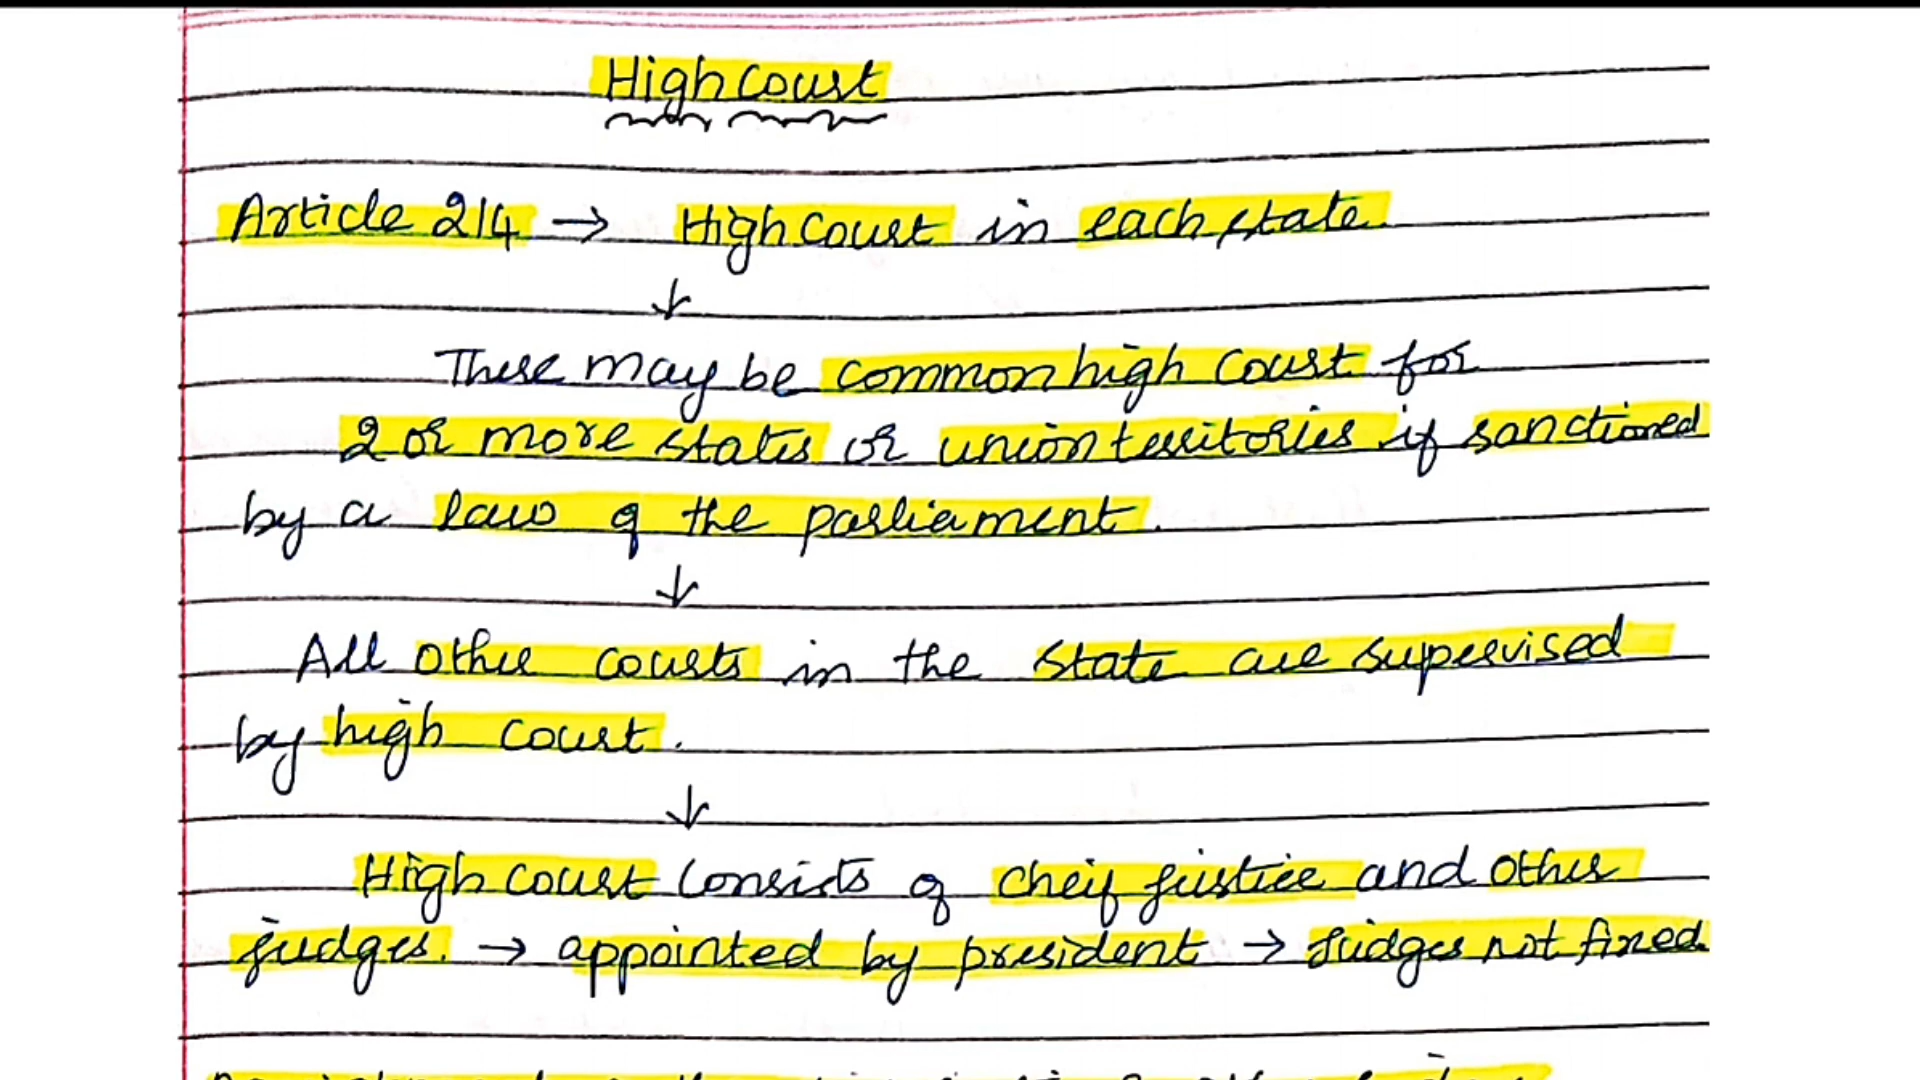 High court
Article 214 → High Court in each state.
↓
There may be common high court for
2 or more states or union territories if sanctioned
by a law of the parliament.
↓
All other courts in the state are supervised
by high court.
↓
High court consists of cheif justice and other
judges. → appointed by president → Judges not fixed.